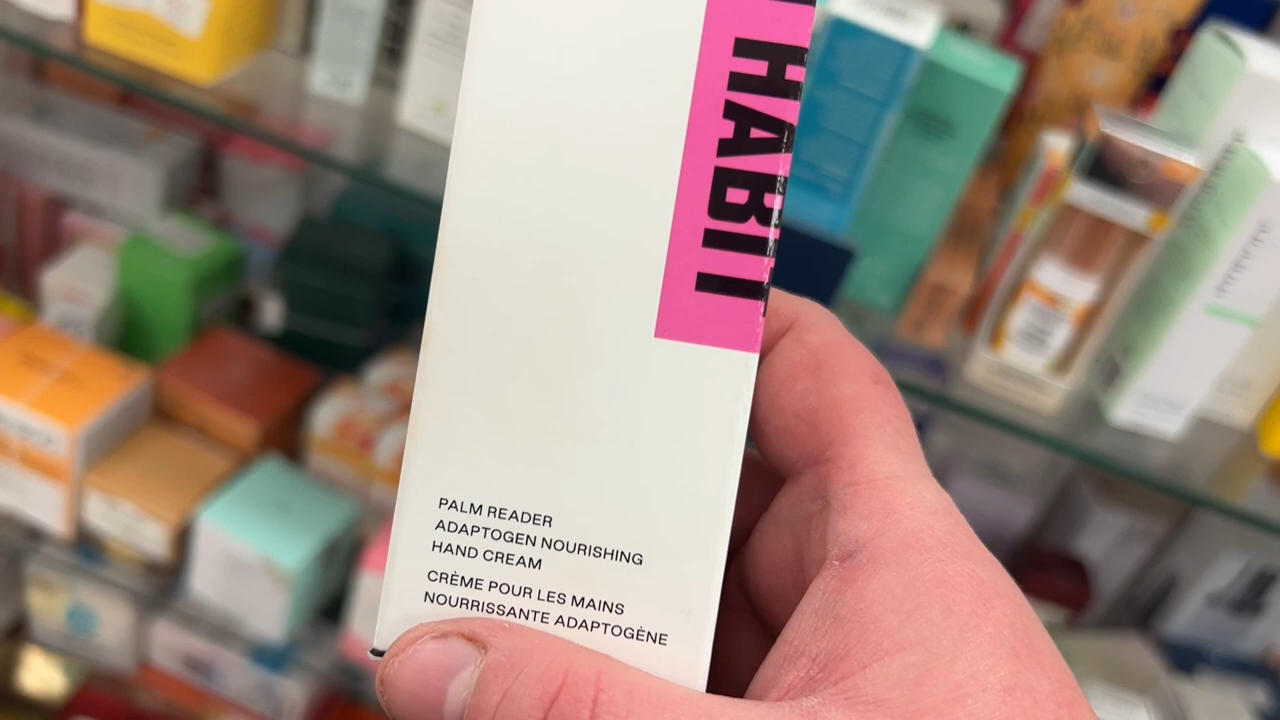 HABIT
PALM READER
ADAPTOGEN NOURISHING
HAND CREAM
CRÈME POUR LES MAINS
NOURRISSANTE ADAPTOGÈNE